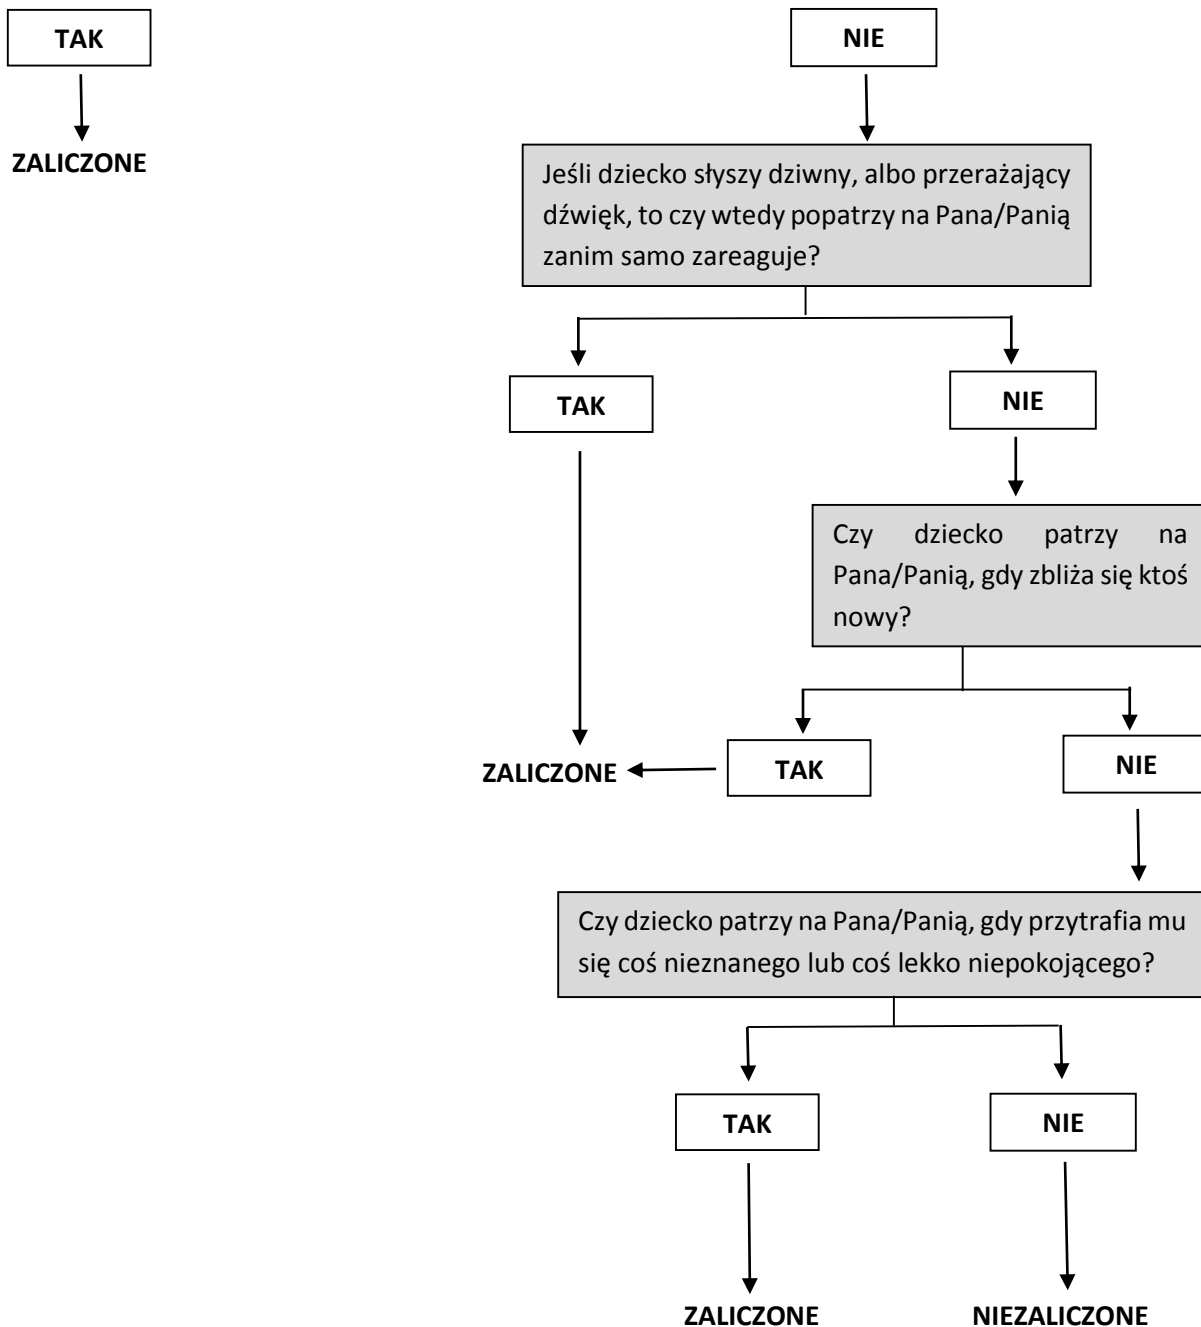 TAK
NIE
ZALICZONE
Jeśli dziecko słyszy dziwny, albo przerażający
dźwięk, to czy wtedy popatrzy na Pana/Panią
zanim samo zareaguje?
TAK
NIE
Czy dziecko patrzy na
Pana/Panią, gdy zbliża się ktoś
nowy?
ZALICZONE
TAK
NIE
Czy dziecko patrzy na Pana/Panią, gdy przytrafia mu
się coś nieznanego lub coś lekko niepokojącego?
TAK
NIE
ZALICZONE
NIEZALICZONE